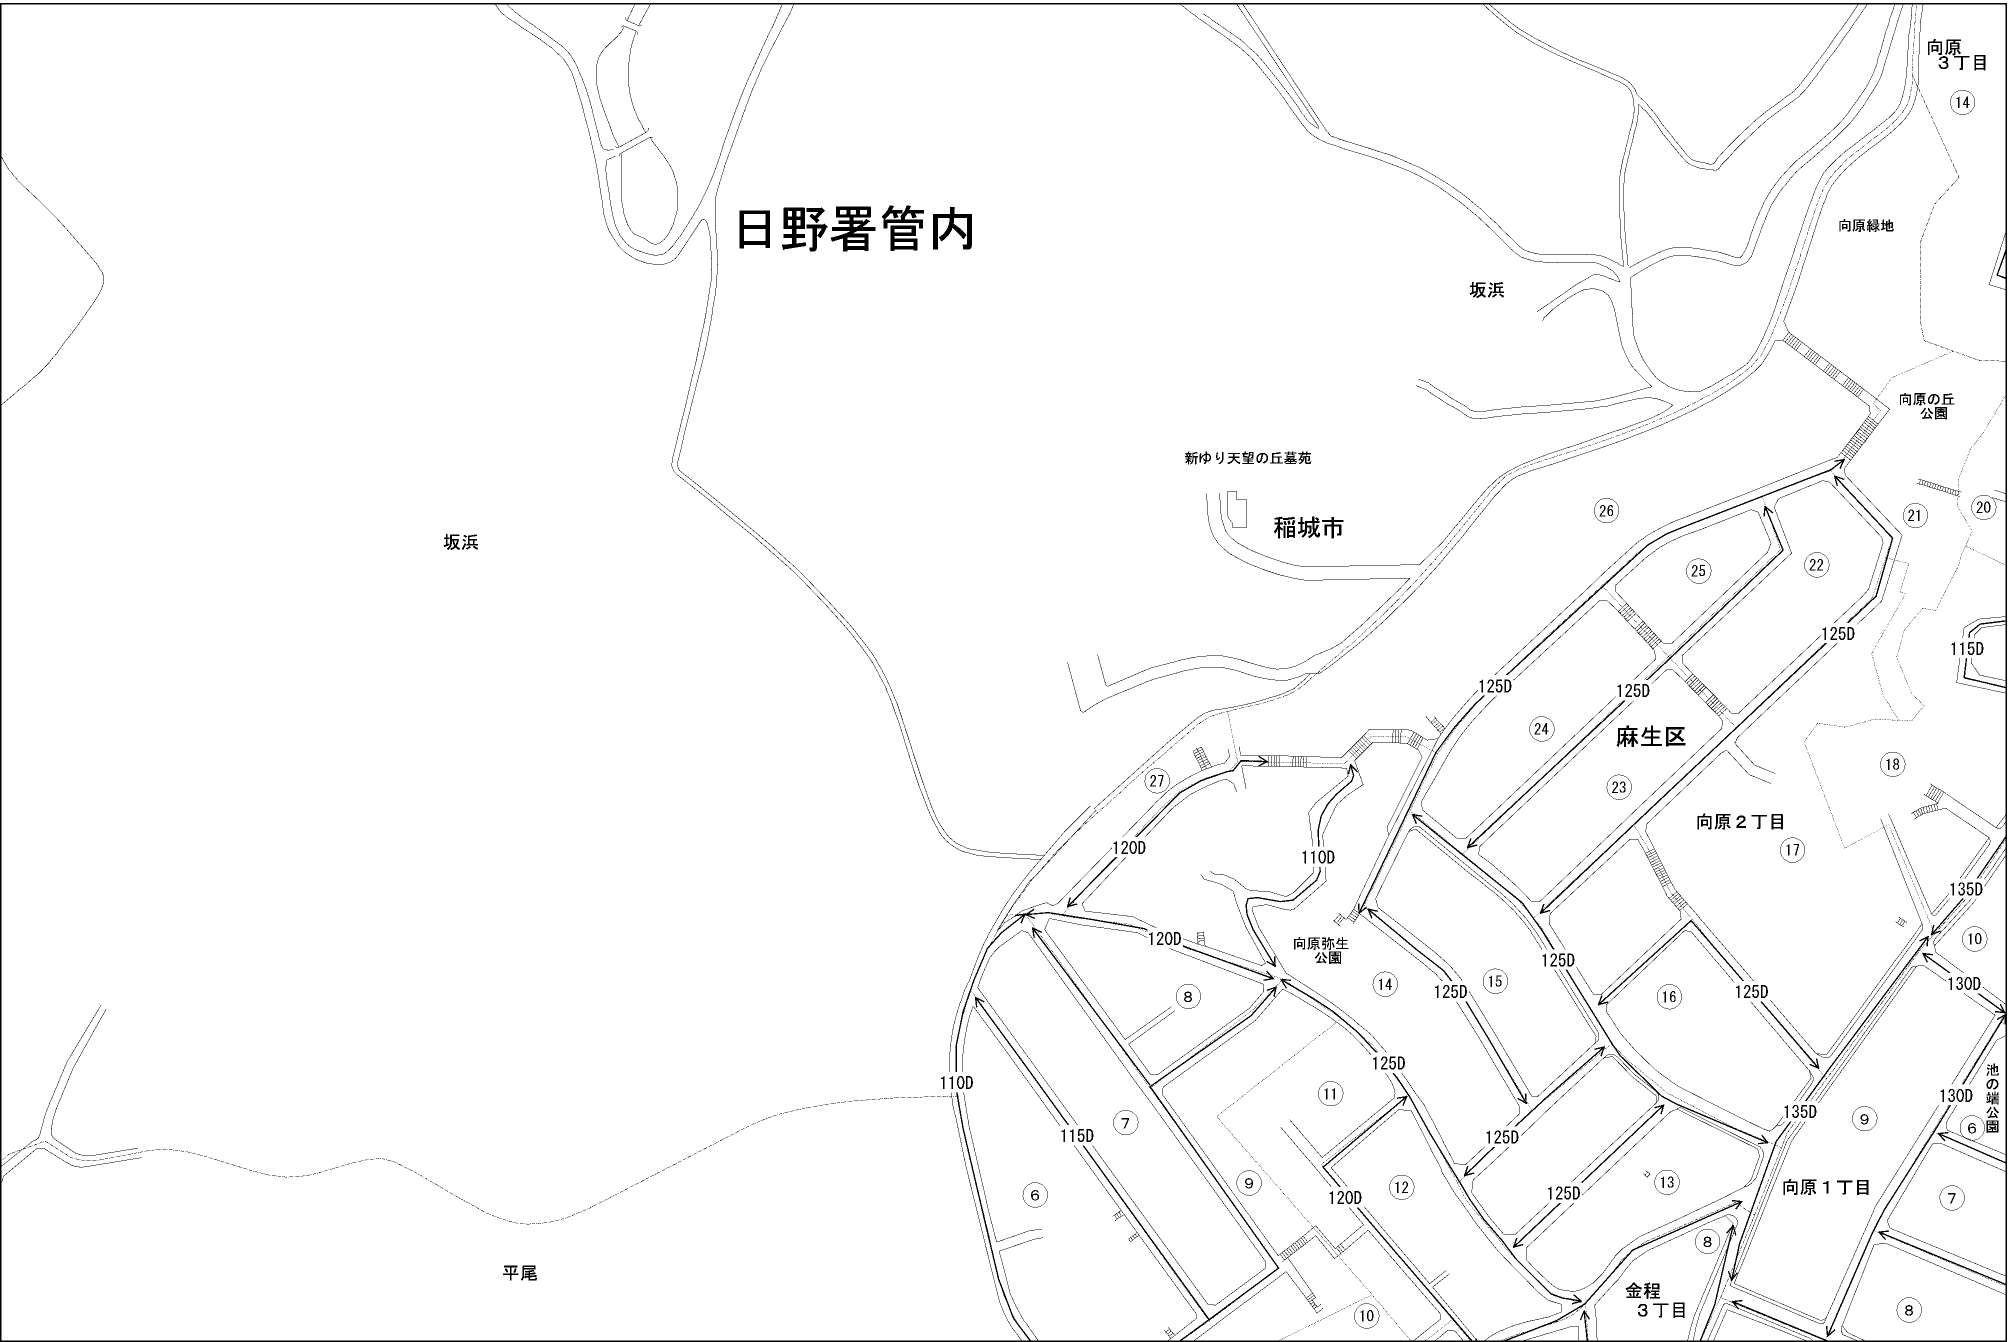 向原
３丁目
14
日野署管内
向原緑地
坂浜
向原の丘
公園
新ゆり天望の丘墓苑
稲城市
26
21
20
坂浜
25
22
125D
115D
125D
125D
24
麻生区
27
23
18
向原２丁目
120D
110D
17
135D
120D
向原弥生
公園
10
125D
14
15
125D
125D
130D
8
16
125D
110D
池の端公園
11
130D
7
135D
9
6
115D
125D
6
9
12
120D
125D
13
向原１丁目
7
8
平尾
金程
３丁目
10
8